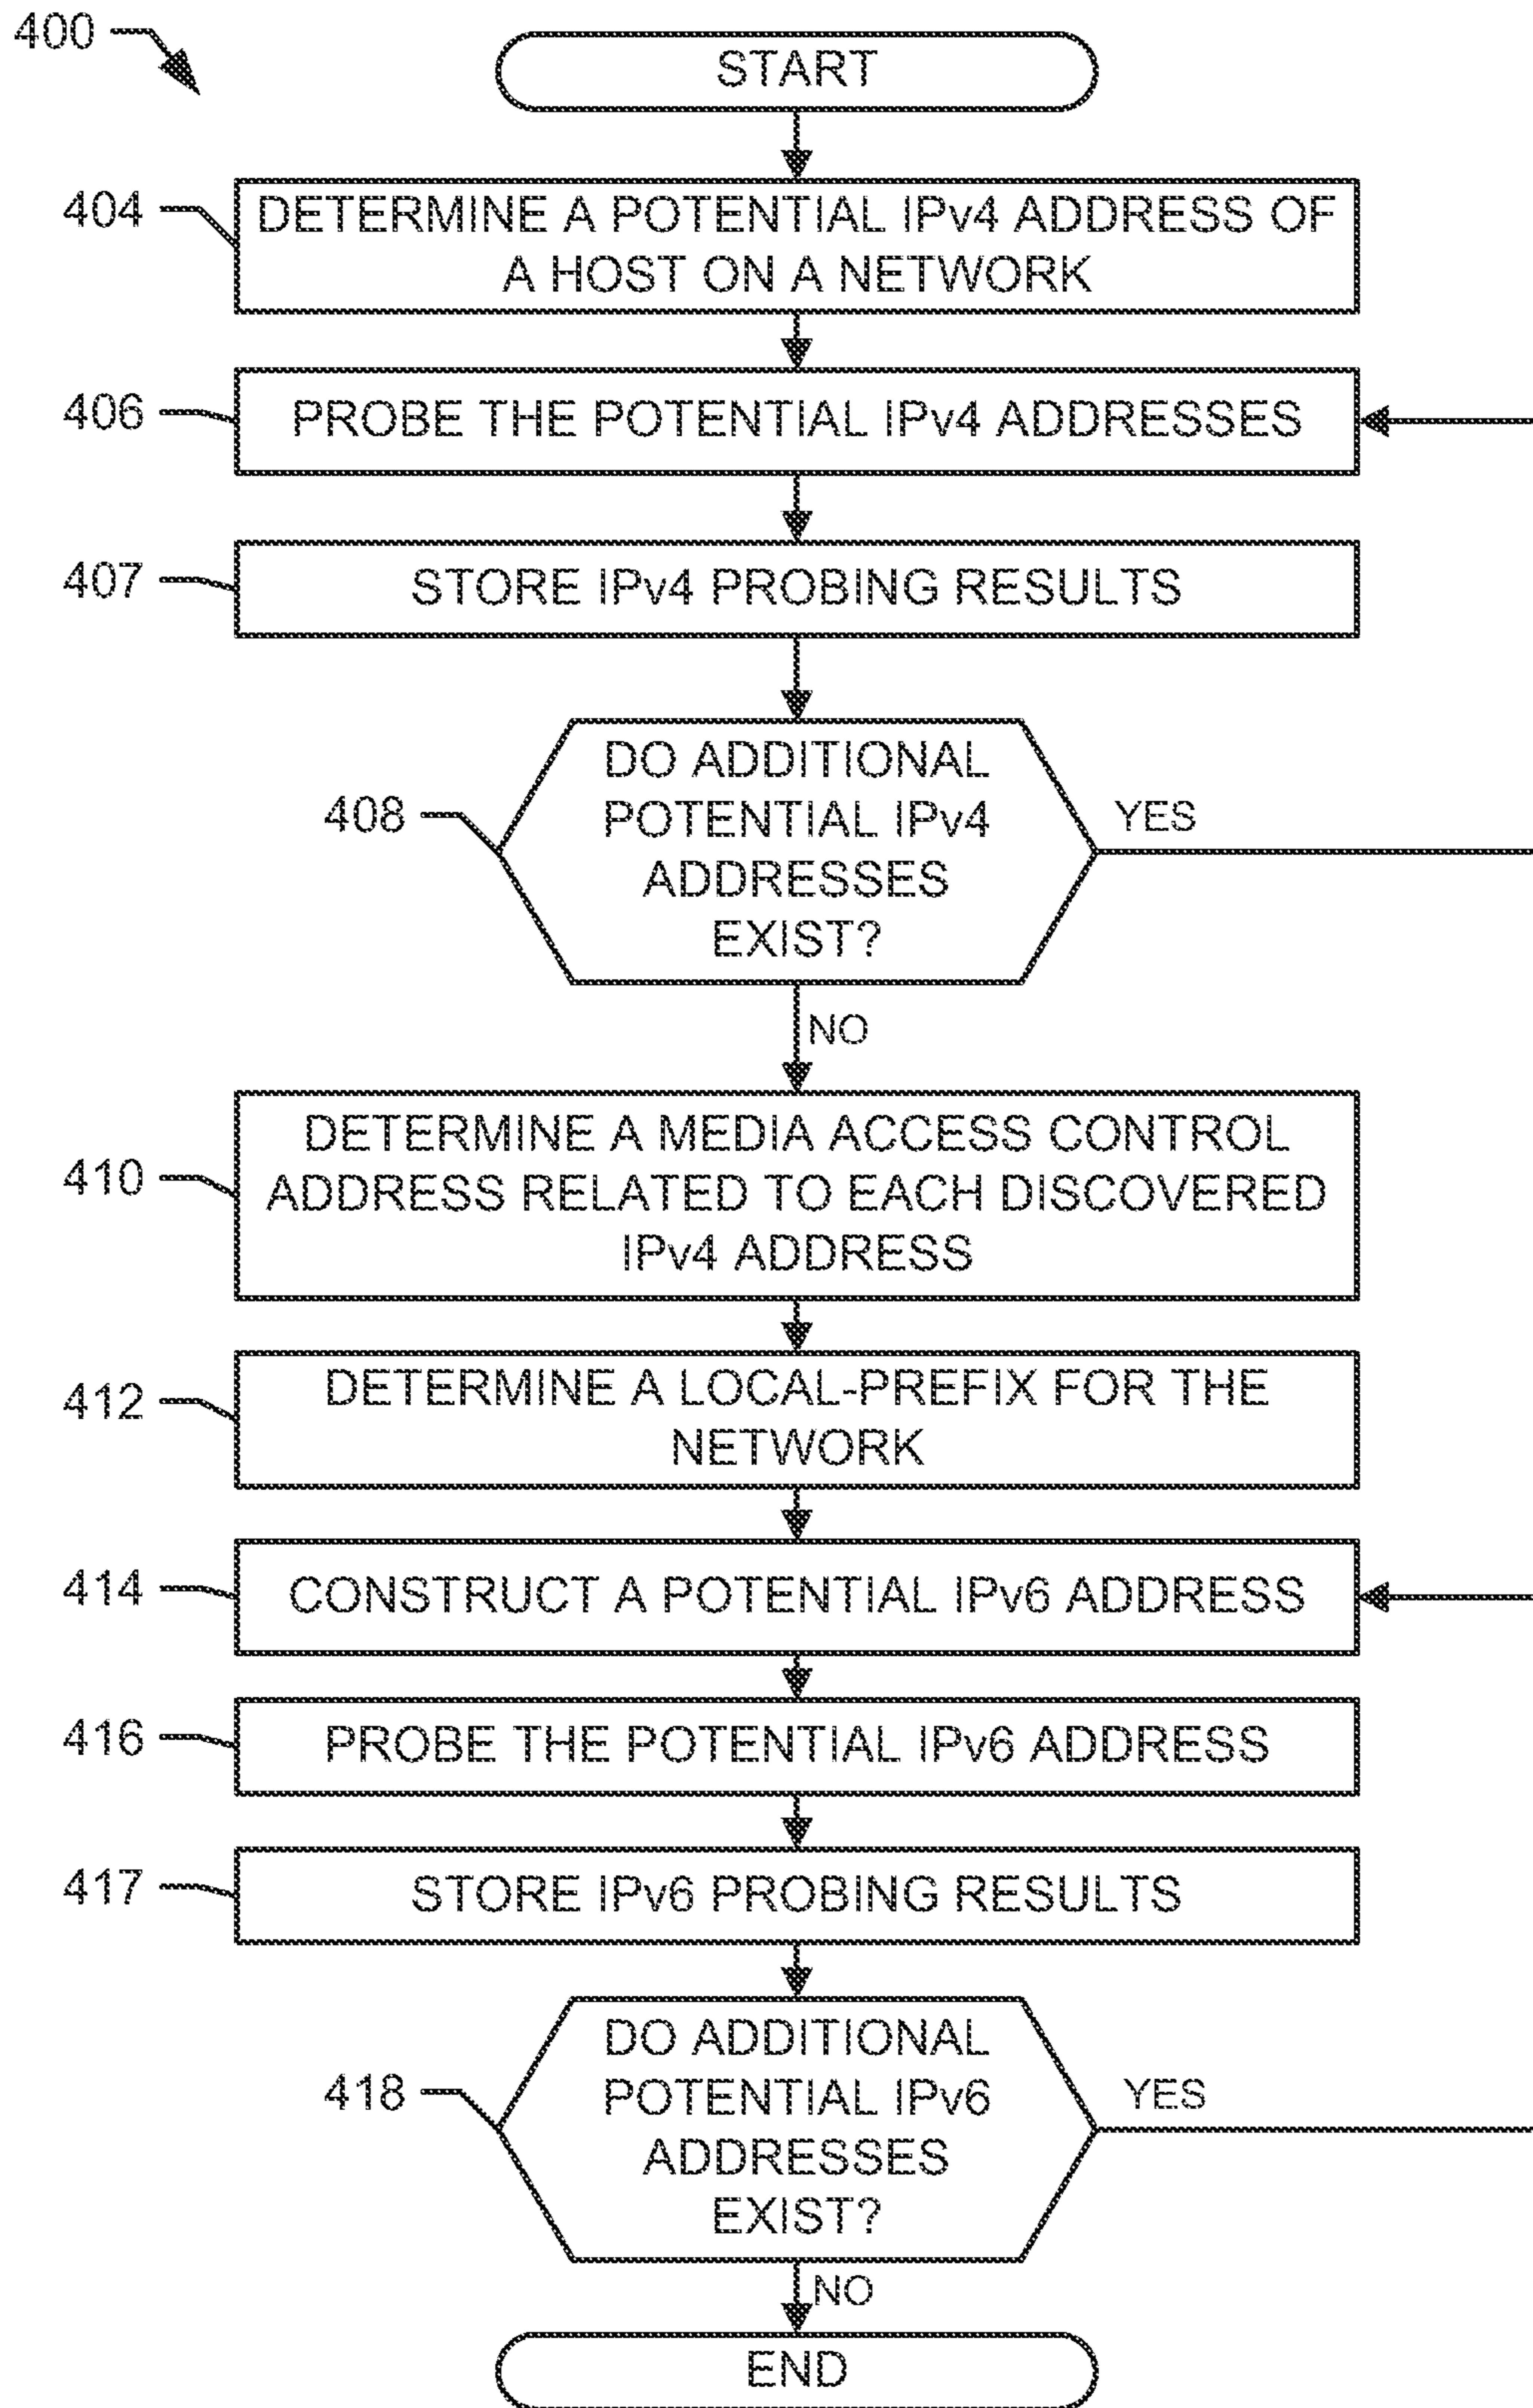 400
START
404
DETERMINE A POTENTIAL IPv4 ADDRESS OF
A HOST ON A NETWORK
406
PROBE THE POTENTIAL IPv4 ADDRESSES
407
STORE IPv4 PROBING RESULTS
408
DO ADDITIONAL
POTENTIAL IPv4
ADDRESSES
EXIST?
YES
NO
410
DETERMINE A MEDIA ACCESS CONTROL
ADDRESS RELATED TO EACH DISCOVERED
IPv4 ADDRESS
412
DETERMINE A LOCAL-PREFIX FOR THE
NETWORK
414
CONSTRUCT A POTENTIAL IPv6 ADDRESS
416
PROBE THE POTENTIAL IPv6 ADDRESS
417
STORE IPv6 PROBING RESULTS
418
DO ADDITIONAL
POTENTIAL IPv6
ADDRESSES
EXIST?
YES
NO
END